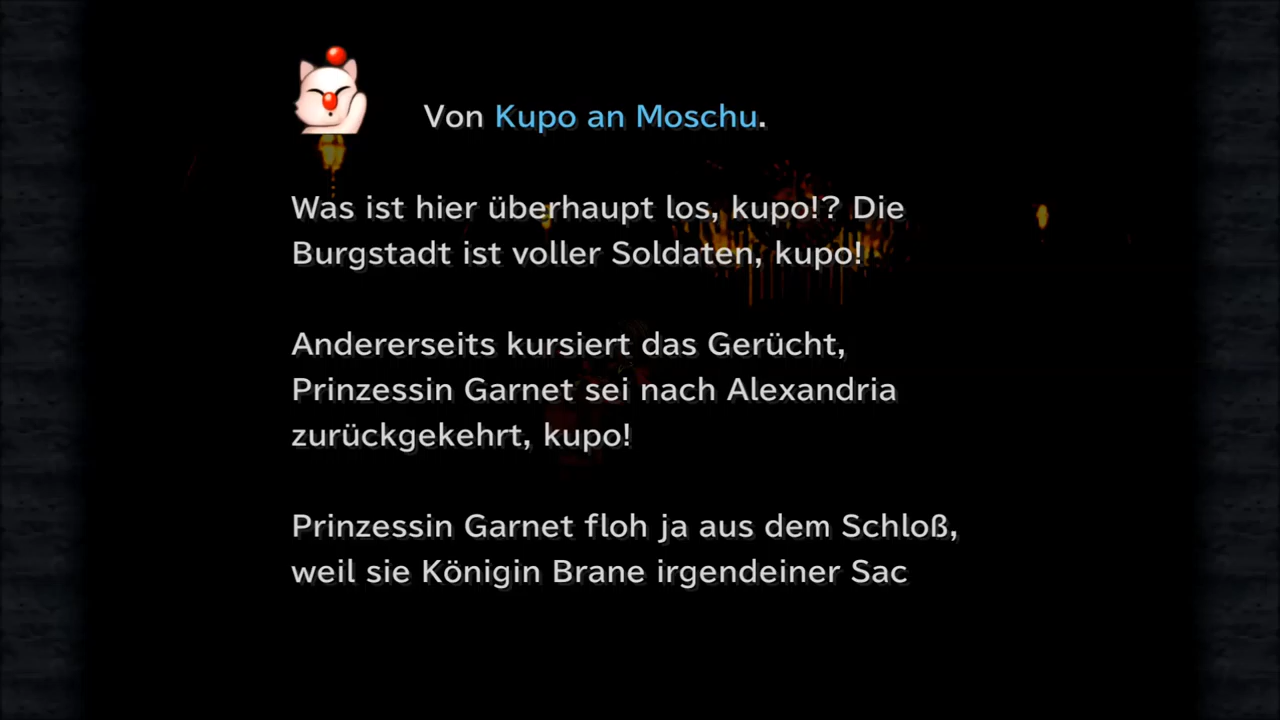 Von Kupo an Moschu.
Was ist hier überhaupt los, kupo!? Die
Burgstadt ist voller Soldaten, kupo!
Andererseits kursiert das Gerücht,
Prinzessin Garnet sei nach Alexandria
zurückgekehrt, kupo!
Prinzessin Garnet floh ja aus dem Schloß,
weil sie Königin Brane irgendeiner Sac